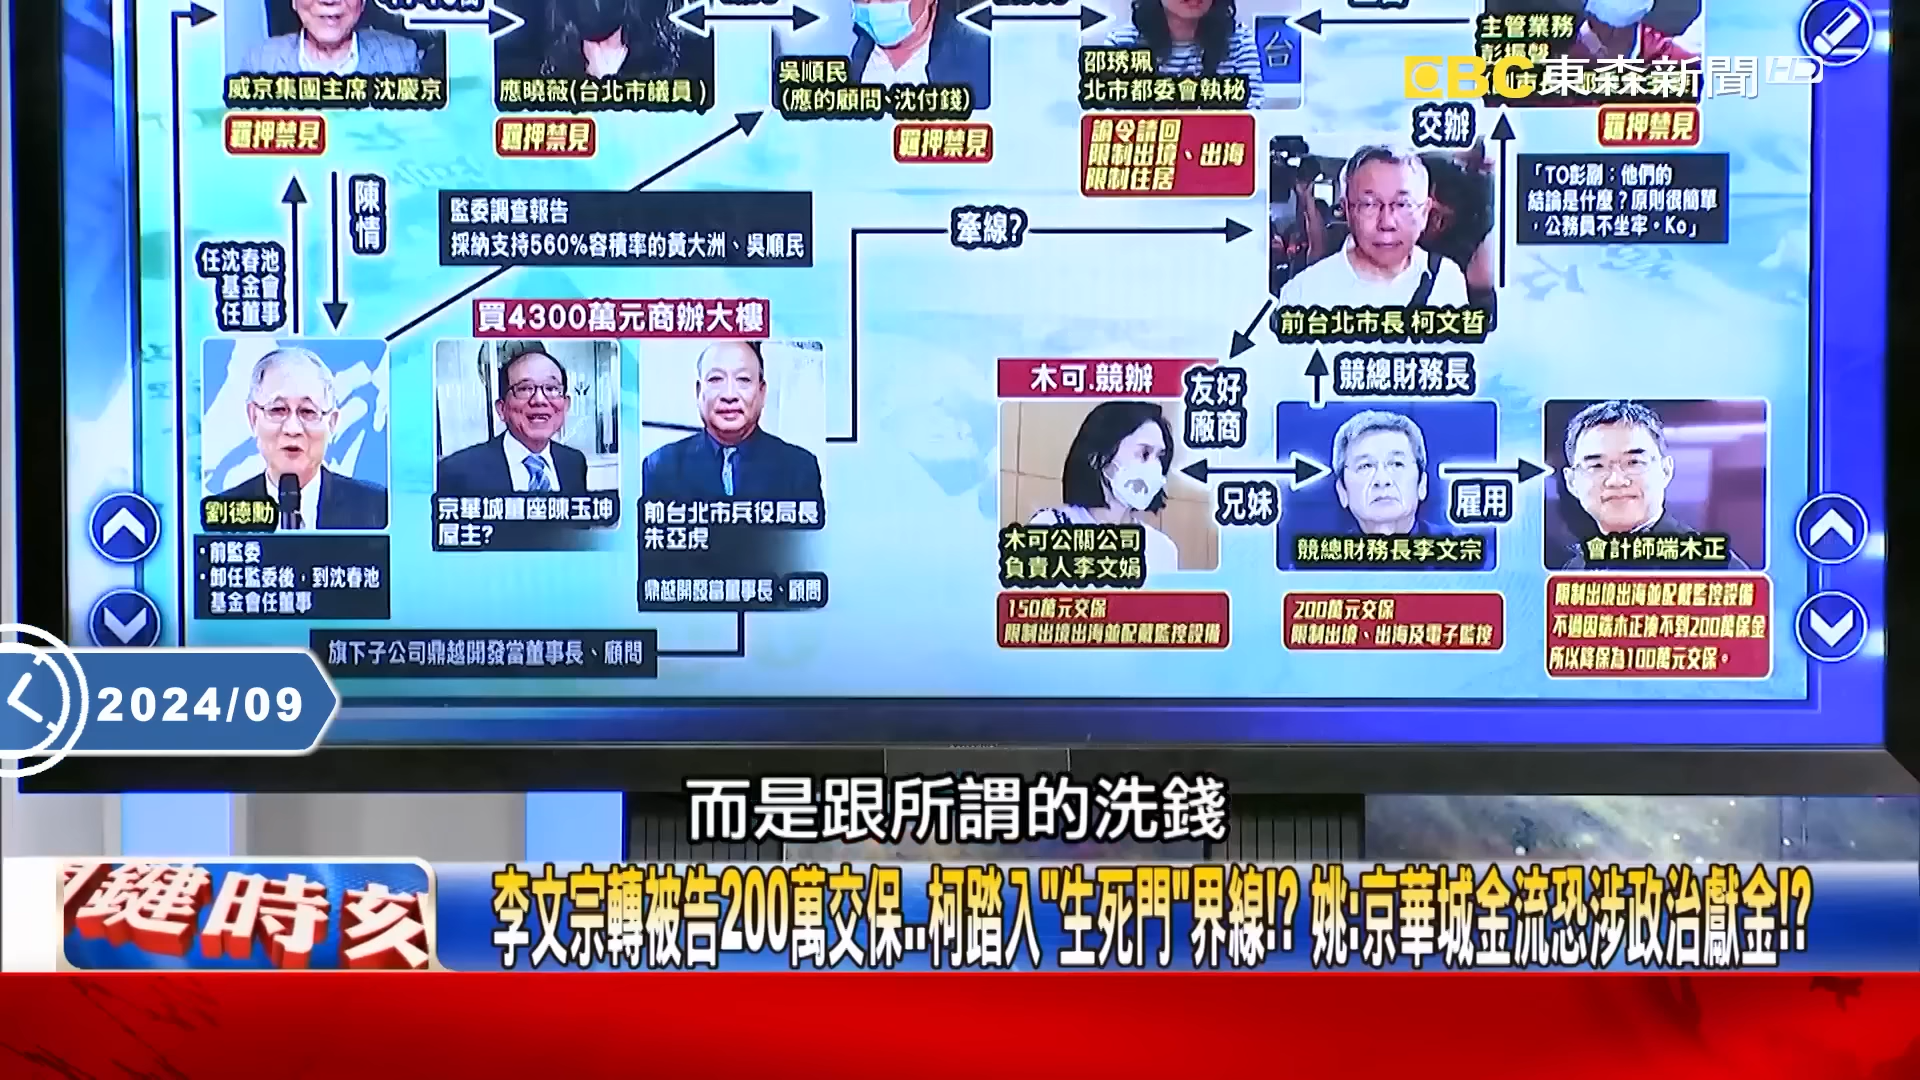 威京集團主席 沈慶京
羈押禁見
應曉薇(台北市議員)
羈押禁見
吳順民
(應的顧問、沈付錢)
羈押禁見
邵琇珮
北市都委會執秘
諭令請回
限制出境、出海
限制住居
台
主管業務
彭振聲
羈押禁見
EBC東森新聞HD
交辦
「TO彭副：他們的
結論是什麼？原則很簡單
，公務員不坐牢。Ko」
陳情
監委調查報告
採納支持560%容積率的黃大洲、吳順民
任沈春池
基金會
任董事
牽線?
買4300萬元商辦大樓
前台北市長 柯文哲
劉德勳
・前監委
・卸任監委後，到沈春池
基金會任董事
京華城舊座陳玉坤
屋主?
前台北市兵役局長
朱亞虎
鼎越開發當董事長、顧問
旗下子公司鼎越開發當董事長、顧問
木可.競辦
友好
廠商
競總財務長
木可公關公司
負責人李文娟
兄妹
競總財務長李文宗
雇用
會計師端木正
150萬元交保
限制出境出海並配戴監控設備
200萬元交保
限制出境、出海及電子監控
限制出境出海並配戴監控設備
不過因端木正湊不到200萬保金
所以降保為100萬元交保。
2024/09
而是跟所謂的洗錢
關鍵時刻
李文宗轉被告200萬交保..柯踏入"生死門"界線!? 姚:京華城金流恐涉政治獻金!?